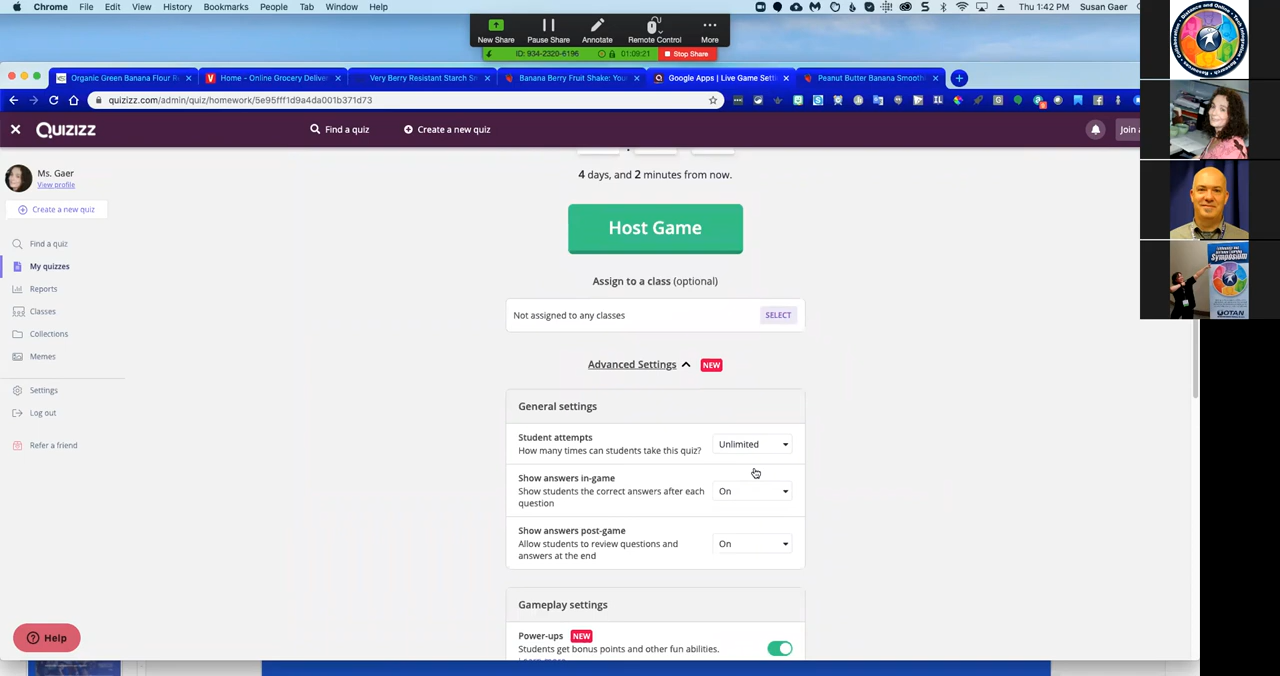 Chrome File Edit View History Bookmarks People Tab Window Help
Thu 1:42 PM Susan Gaer
New Share Pause Share Annotate Remote Control More
ID: 934-2320-6196 01:09:21 Stop Share
Organic Green Banana Flour R
Home - Online Grocery Deliver
Very Berry Resistant Starch Sm
Banana Berry Fruit Shake: You
Google Apps | Live Game Setti
Peanut Butter Banana Smoothi
quizizz.com/admin/quiz/homework/5e95fff1d9a4da001b371d73
Quizizz
Find a quiz
Create a new quiz
Join a
Ms. Gaer
View profile
Create a new quiz
Find a quiz
My quizzes
Reports
Classes
Collections
Memes
Settings
Log out
Refer a friend
Help
4 days, and 2 minutes from now.
Host Game
Assign to a class (optional)
Not assigned to any classes SELECT
Advanced Settings NEW
General settings
Student attempts
How many times can students take this quiz?
Unlimited
Show answers in-game
Show students the correct answers after each
question
On
Show answers post-game
Allow students to review questions and
answers at the end
On
Gameplay settings
Power-ups NEW
Students get bonus points and other fun abilities.
Symposium
OTAN